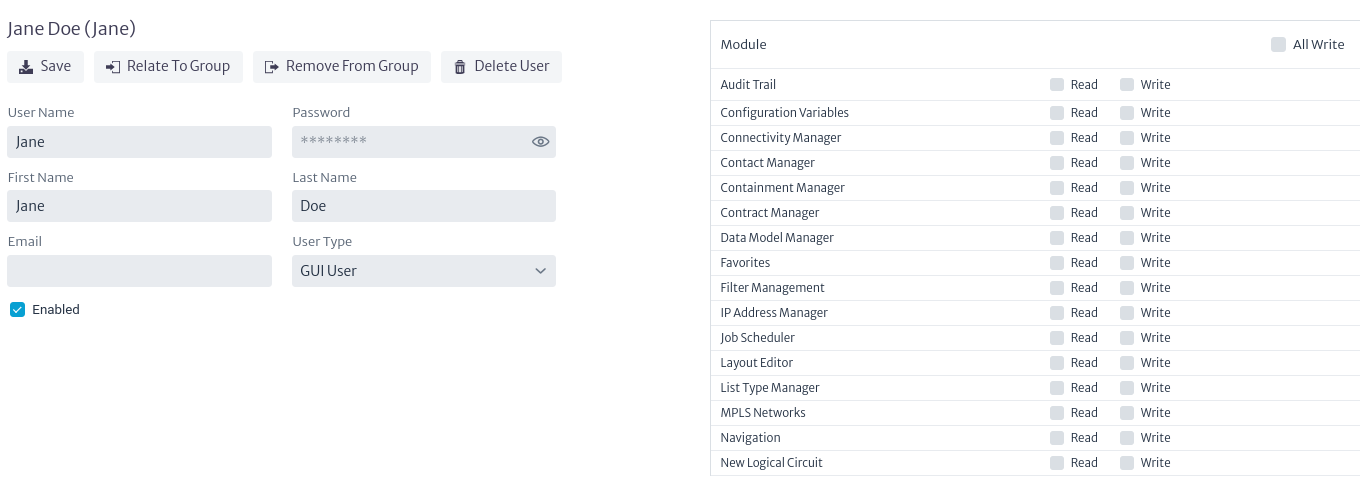 Jane Doe (Jane)
Save Relate To Group Remove From Group Delete User
User Name Password
Jane ********
First Name Last Name
Jane Doe
Email User Type
GUI User
Enabled
Module All Write
Audit Trail Read Write
Configuration Variables Read Write
Connectivity Manager Read Write
Contact Manager Read Write
Containment Manager Read Write
Contract Manager Read Write
Data Model Manager Read Write
Favorites Read Write
Filter Management Read Write
IP Address Manager Read Write
Job Scheduler Read Write
Layout Editor Read Write
List Type Manager Read Write
MPLS Networks Read Write
Navigation Read Write
New Logical Circuit Read Write